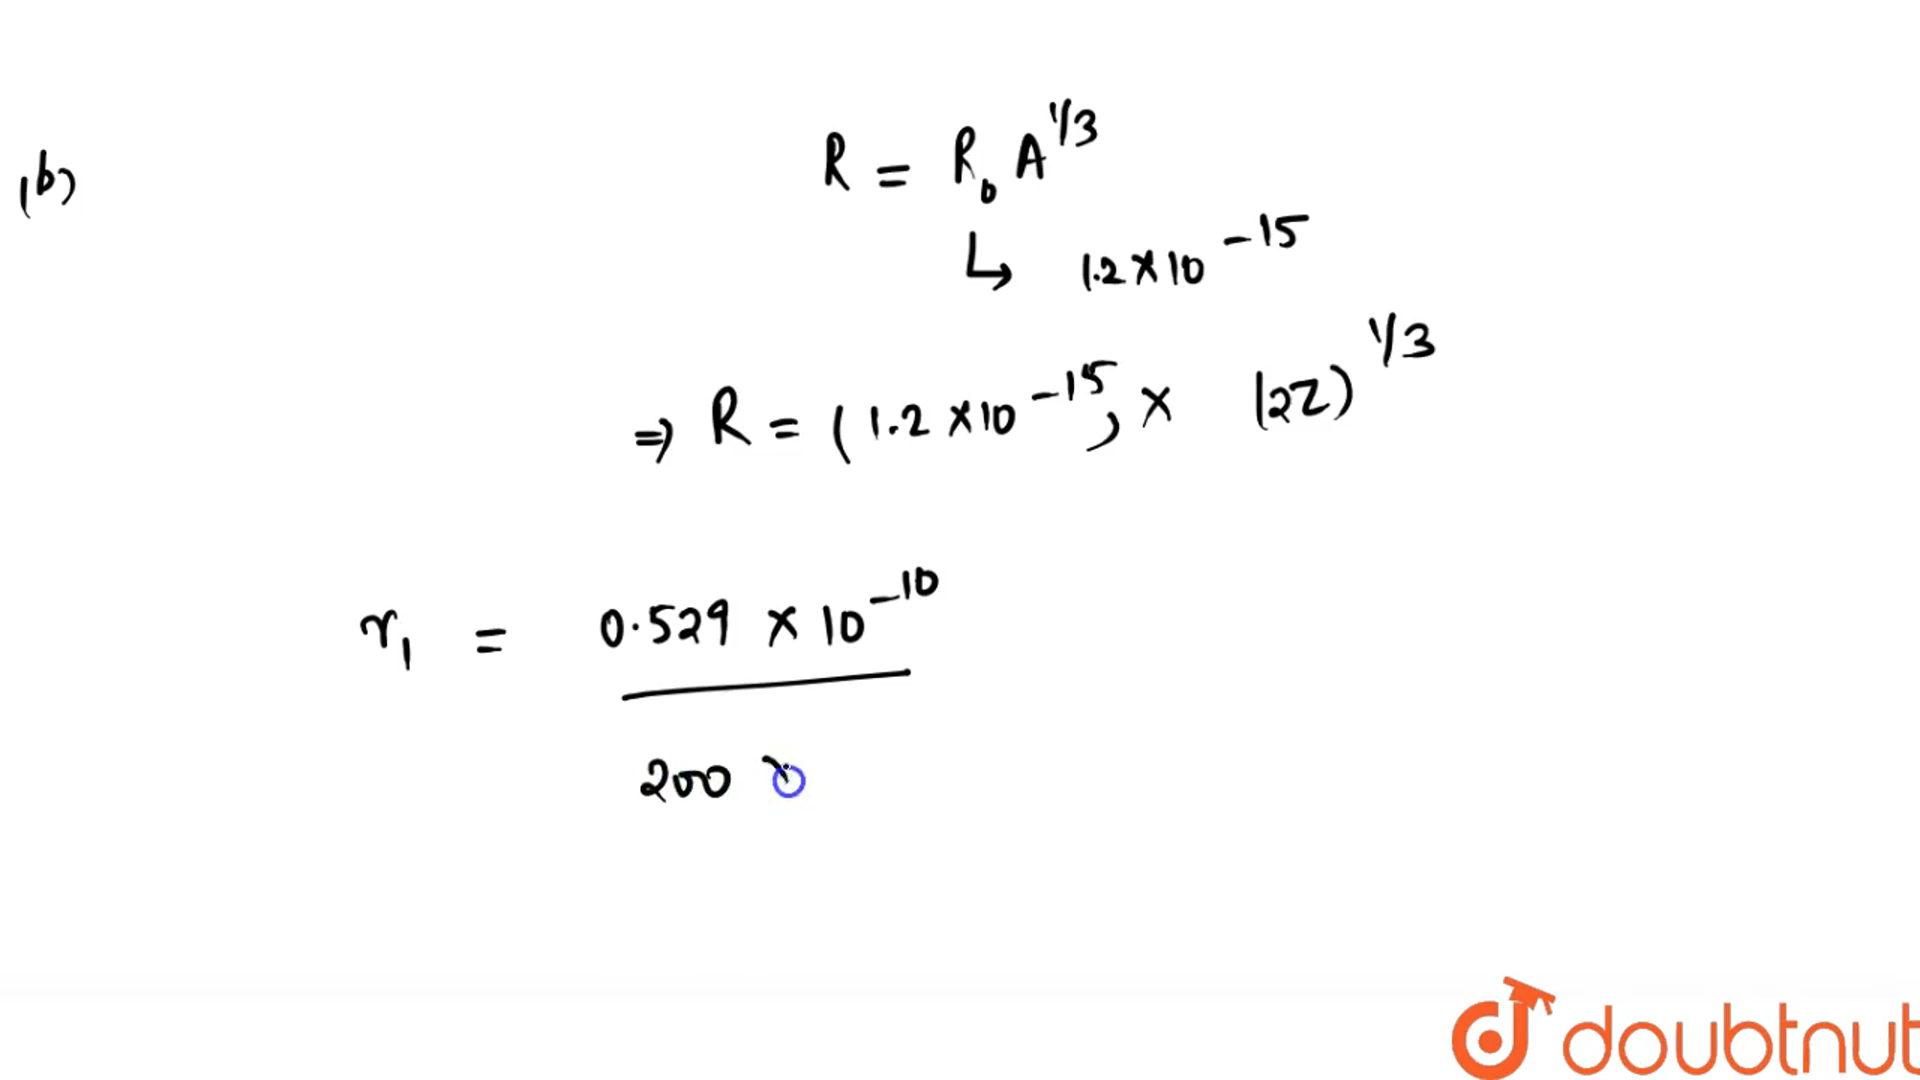 (b)
R = R₀ A^1/3
↳ 1.2 × 10^-15
⇒ R = (1.2 × 10^-15) × (2Z)^1/3
r₁ = 0.529 × 10^-10
200 ×
doubtnut